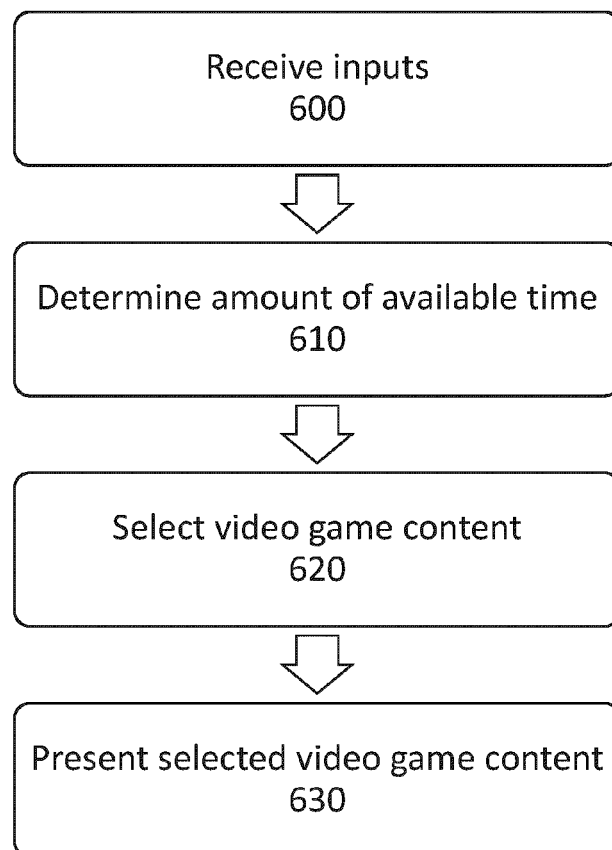 Receive inputs
600
Determine amount of available time
610
Select video game content
620
Present selected video game content
630